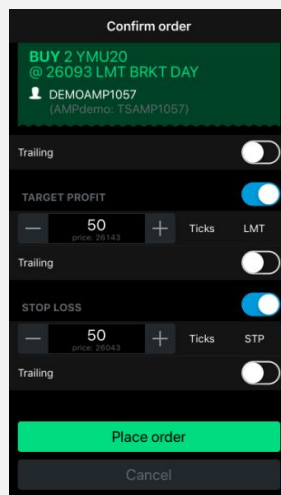 Confirm order
BUY 2 YMU20
@ 26093 LMT BRKT DAY
DEMOAMP1057
(AMPdemo: TSAMP1057)
Trailing
TARGET PROFIT
— 50 + Ticks LMT
price: 26143
Trailing
STOP LOSS
— 50 + Ticks STP
price: 26043
Trailing
Place order
Cancel